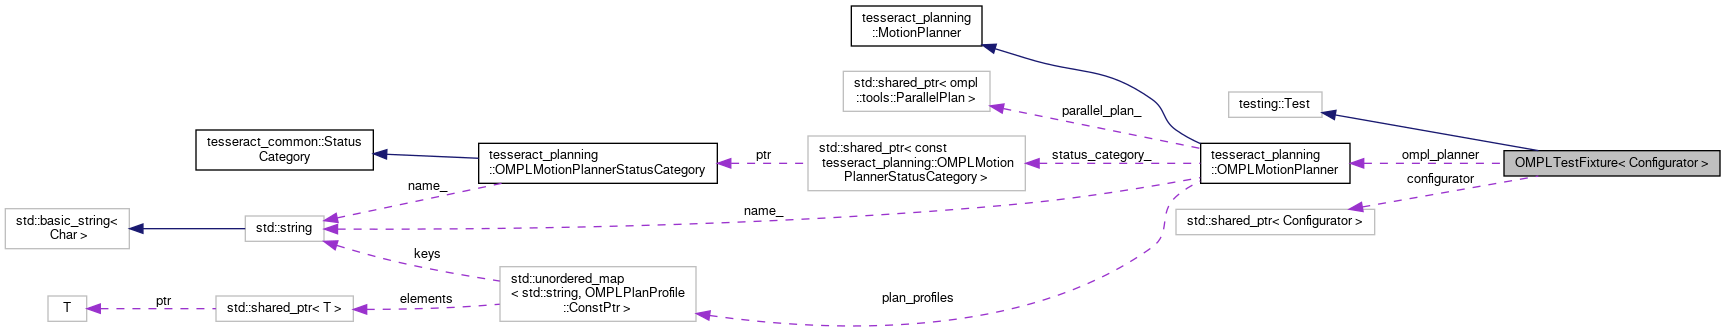 tesseract_planning
::MotionPlanner
std::shared_ptr< ompl
::tools::ParallelPlan >
parallel_plan_
testing::Test
tesseract_common::Status
Category
tesseract_planning
::OMPLMotionPlannerStatusCategory
ptr
std::shared_ptr< const
tesseract_planning::OMPLMotion
PlannerStatusCategory >
status_category_
tesseract_planning
::OMPLMotionPlanner
ompl_planner
OMPLTestFixture< Configurator >
configurator
std::shared_ptr< Configurator >
name_
name_
std::basic_string<
Char >
std::string
keys
std::unordered_map
< std::string, OMPLPlanProfile
::ConstPtr >
plan_profiles
elements
std::shared_ptr< T >
ptr
T